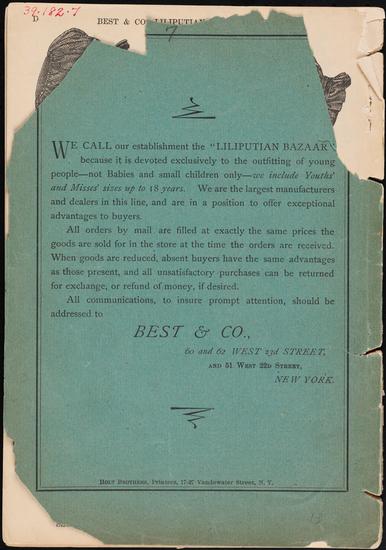 39.182.7
D
BEST & CO., LILIPUTIAN
7
WE CALL our establishment the "LILIPUTIAN BAZAAR"
because it is devoted exclusively to the outfitting of young
people—not Babies and small children only—we include Youths'
and Misses' sizes up to 18 years. We are the largest manufacturers
and dealers in this line, and are in a position to offer exceptional
advantages to buyers.
All orders by mail are filled at exactly the same prices the
goods are sold for in the store at the time the orders are received.
When goods are reduced, absent buyers have the same advantages
as those present, and all unsatisfactory purchases can be returned
for exchange, or refund of money, if desired.
All communications, to insure prompt attention, should be
addressed to
BEST & CO.,
60 and 62 WEST 23d STREET,
AND 51 WEST 22D STREET,
NEW YORK.
HOLT BROTHERS, Printers, 17-27 Vandewater Street, N. Y.